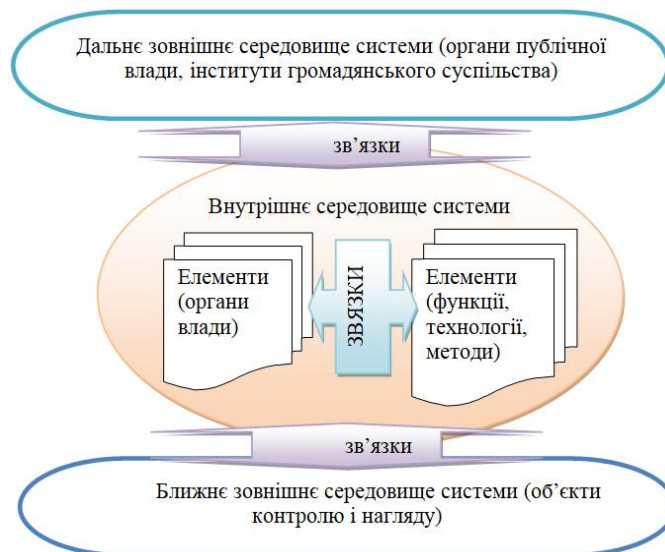 Дальнє зовнішнє середовище системи (органи публічної
влади, інститути громадянського суспільства)
зв’язки
Внутрішнє середовище системи
Елементи
(органи
влади)
ЗВЯЗКИ
Елементи
(функції,
технології,
методи)
зв’язки
Ближнє зовнішнє середовище системи (об’єкти
контролю і нагляду)